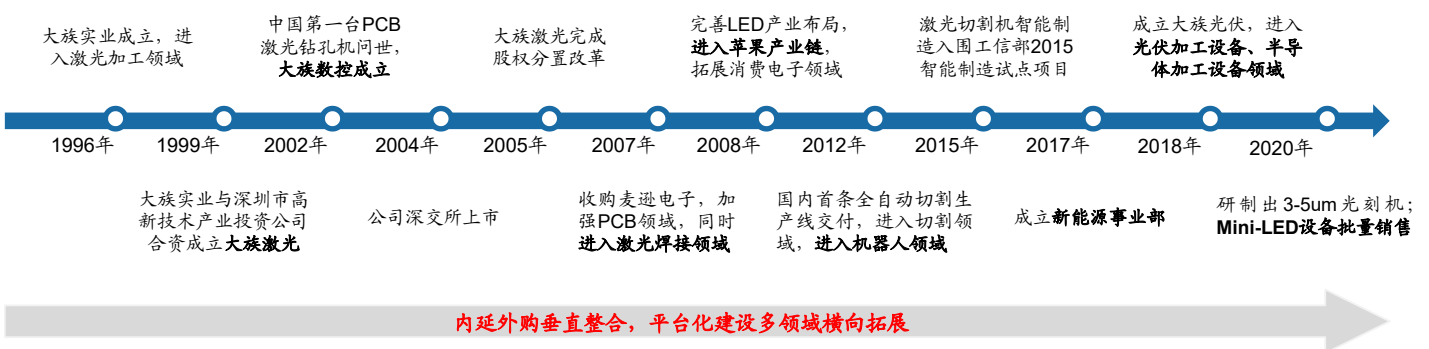 大族实业成立，进
入激光加工领域
中国第一台PCB
激光钻孔机问世，
大族数控成立
大族激光完成
股权分置改革
完善LED产业布局，
进入苹果产业链，
拓展消费电子领域
激光切割机智能制
造入围工信部2015
智能制造试点项目
成立大族光伏，进入
光伏加工设备、半导
体加工设备领域
1996年
1999年
2002年
2004年
2005年
2007年
2008年
2012年
2015年
2017年
2018年
2020年
大族实业与深圳市高
新技术产业投资公司
合资成立大族激光
公司深交所上市
收购麦逊电子，加
强PCB领域，同时
进入激光焊接领域
国内首条全自动切割生
产线交付，进入切割领
域，进入机器人领域
成立新能源事业部
研制出3-5um光刻机；
Mini-LED设备批量销售
内延外购垂直整合，平台化建设多领域横向拓展